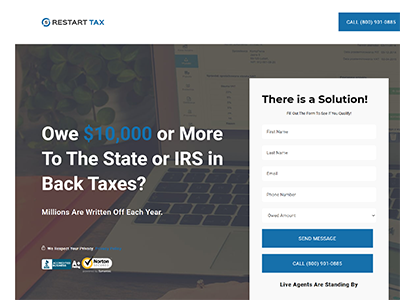 RESTART TAX
CALL (800) 931-0885
Owe $10,000 or More
To The State or IRS in
Back Taxes?
Millions Are Written Off Each Year.
We Respect Your Privacy
Norton
There is a Solution!
Fill Out The Form To See If You Qualify!
First Name
Last Name
Email
Phone Number
Owed Amount
SEND MESSAGE
CALL (800) 931-0885
Live Agents Are Standing By